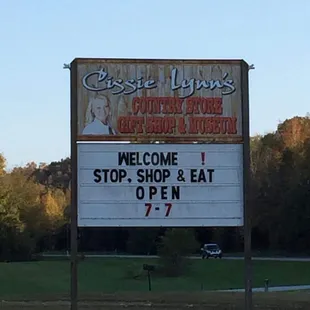 Cissie Lynn's
COUNTRY STORE
GIFT SHOP & MUSEUM
WELCOME !
STOP, SHOP & EAT
OPEN
7-7